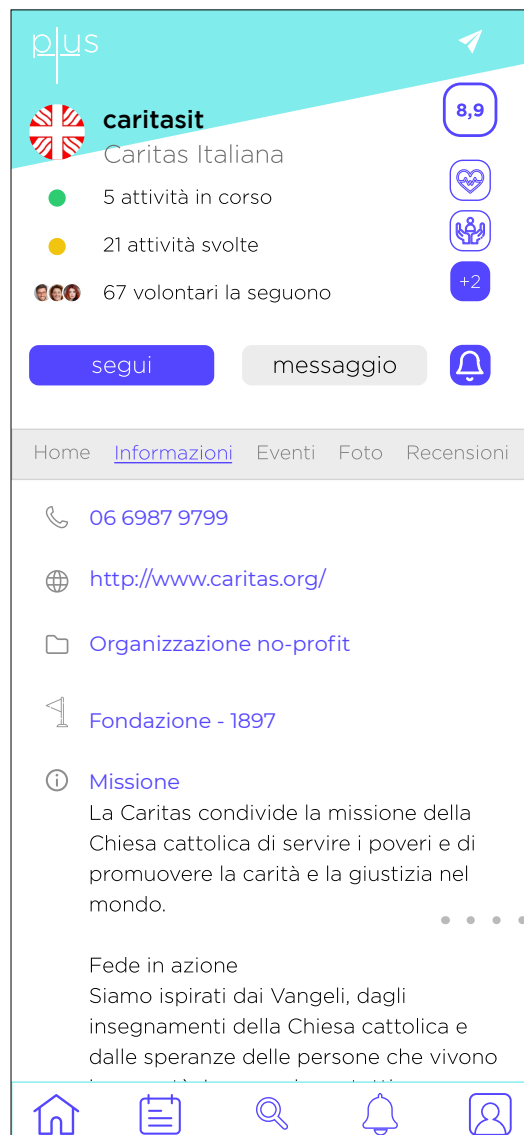 plus
caritasit
8,9
Caritas Italiana
5 attività in corso
21 attività svolte
+2
67 volontari la seguono
segui
messaggio
Home Informazioni Eventi Foto Recensioni
06 6987 9799
http://www.caritas.org/
Organizzazione no-profit
Fondazione - 1897
Missione
La Caritas condivide la missione della
Chiesa cattolica di servire i poveri e di
promuovere la carità e la giustizia nel
mondo.
Fede in azione
Siamo ispirati dai Vangeli, dagli
insegnamenti della Chiesa cattolica e
dalle speranze delle persone che vivono